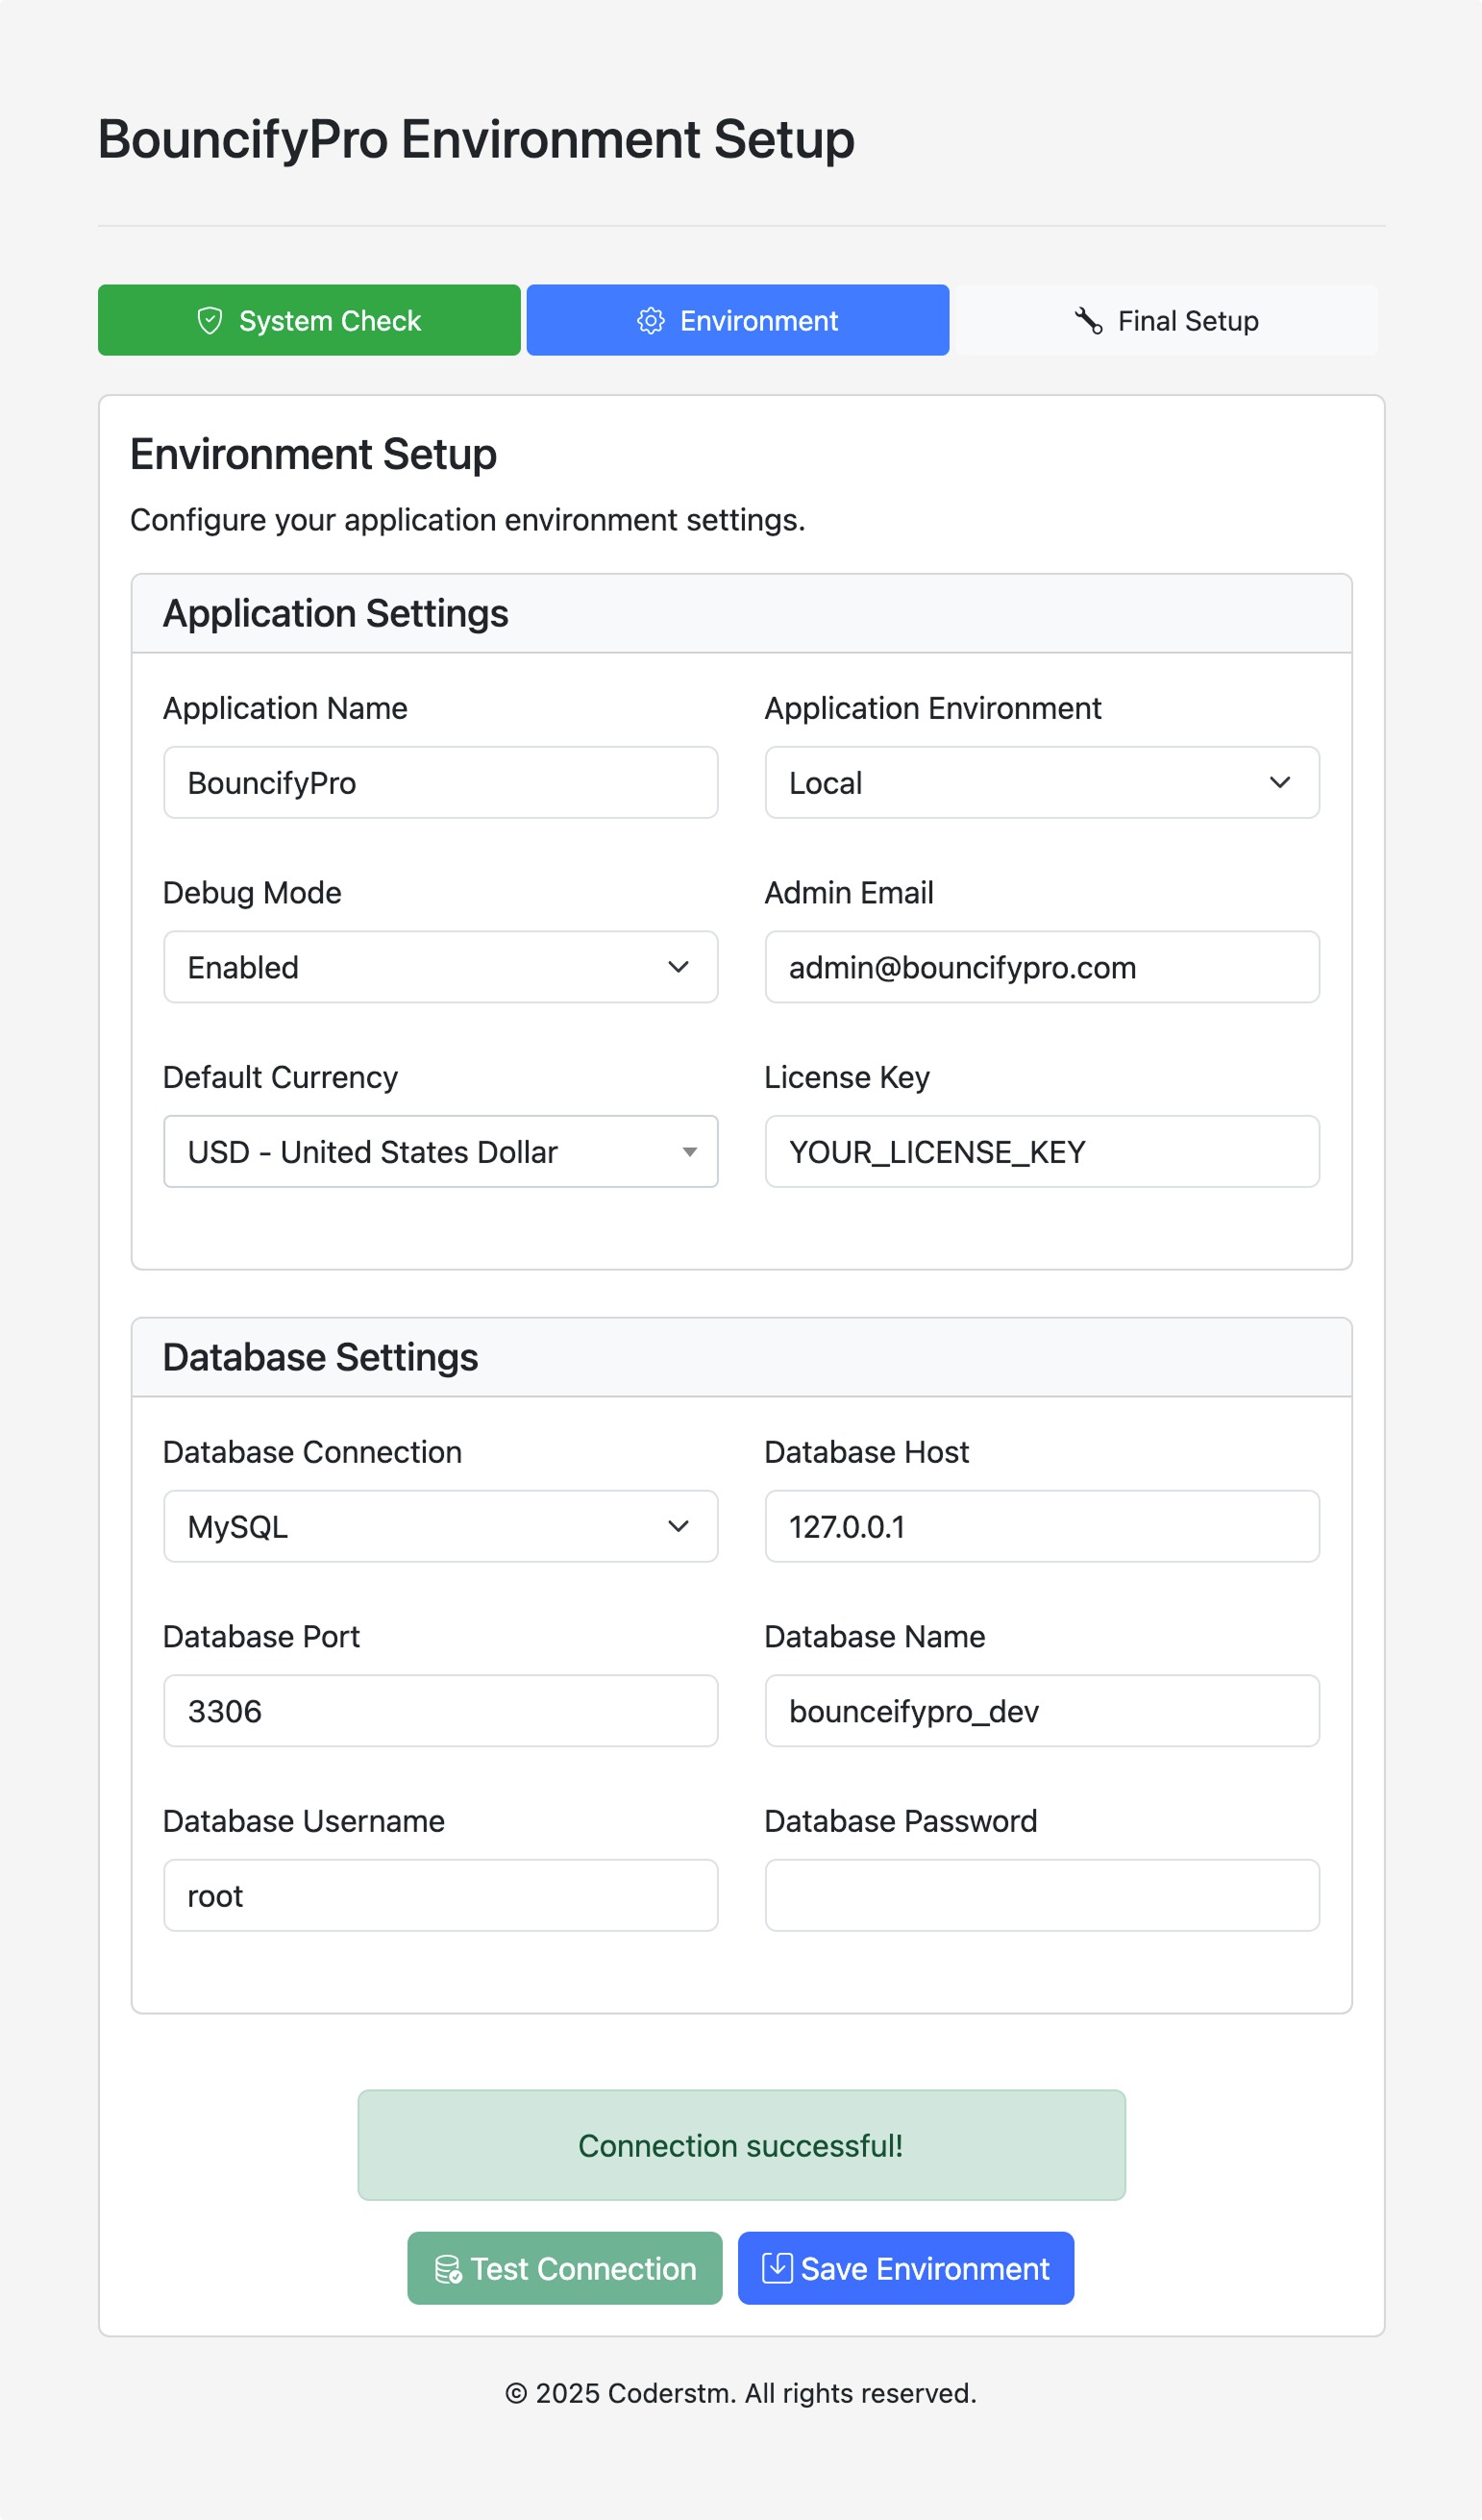 BouncifyPro Environment Setup
System Check
Environment
Final Setup
Environment Setup
Configure your application environment settings.
Application Settings
Application Name
Application Environment
BouncifyPro
Local
Debug Mode
Admin Email
Enabled
admin@bouncifypro.com
Default Currency
License Key
USD - United States Dollar
YOUR_LICENSE_KEY
Database Settings
Database Connection
Database Host
MySQL
127.0.0.1
Database Port
Database Name
3306
bounceifypro_dev
Database Username
Database Password
root
Connection successful!
Test Connection
Save Environment
© 2025 Coderstm. All rights reserved.